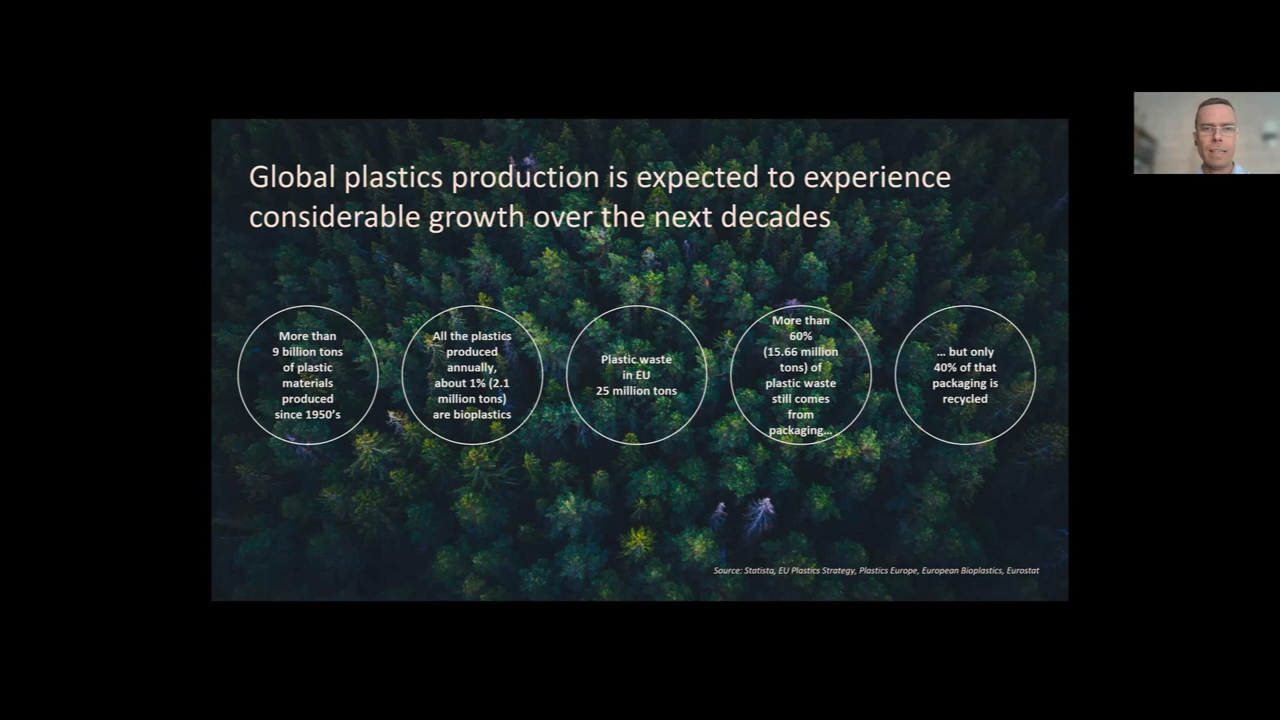 Global plastics production is expected to experience
considerable growth over the next decades
More than
9 billion tons
of plastic
materials
produced
since 1950's
All the plastics
produced
annually,
about 1% (2.1
million tons)
are bioplastics
Plastic waste
in EU
25 million tons
More than
60%
(15.66 million
tons) of
plastic waste
still comes
from
packaging...
... but only
40% of that
packaging is
recycled
Source: Statista, EU Plastics Strategy, Plastics Europe, European Bioplastics, Eurostat